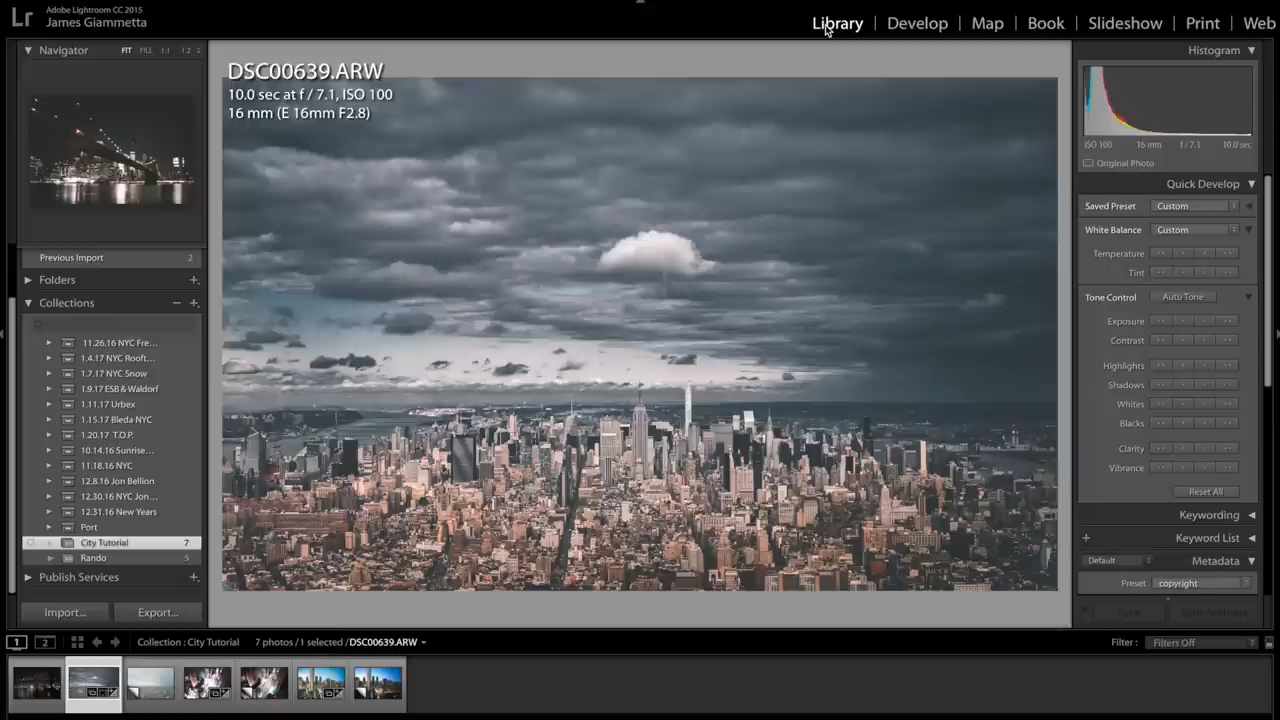 Lr
Adobe Lightroom CC 2015
James Giammetta
Library | Develop | Map | Book | Slideshow | Print | Web
Navigator FIT FILL 1:1 1:2
DSC00639.ARW
10.0 sec at f / 7.1, ISO 100
16 mm (E 16mm F2.8)
Previous Import 2
Folders
Collections
11.26.16 NYC Fre...
1.4.17 NYC Rooft...
1.7.17 NYC Snow
1.9.17 ESB & Waldorf
1.11.17 Urbex
1.15.17 Bleda NYC
1.20.17 T.O.P.
10.14.16 Sunrise...
11.18.16 NYC
12.8.16 Jon Bellion
12.30.16 NYC Jon...
12.31.16 New Years
Port
City Tutorial 7
Rando 5
Publish Services
Import... Export...
Histogram
ISO 100 16 mm f / 7.1 10.0 sec
Original Photo
Quick Develop
Saved Preset Custom
White Balance Custom
Temperature
Tint
Tone Control Auto Tone
Exposure
Contrast
Highlights
Shadows
Whites
Blacks
Clarity
Vibrance
Reset All
Keywording
Keyword List
Default Metadata
Preset copyright
Sync Sync Settings
1 2 Collection : City Tutorial 7 photos / 1 selected / DSC00639.ARW Filter : Filters Off